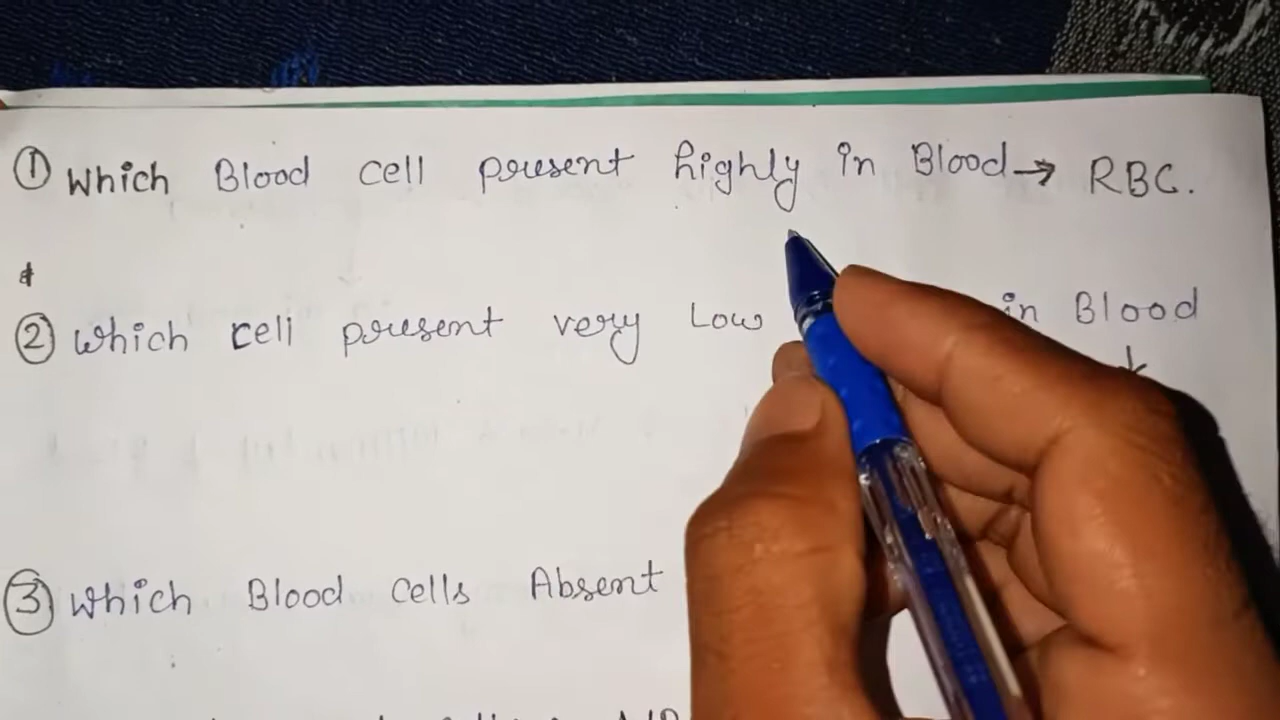 ① Which Blood cell present highly in Blood → RBC.
② Which cell present very Low in Blood
③ Which Blood Cells Absent